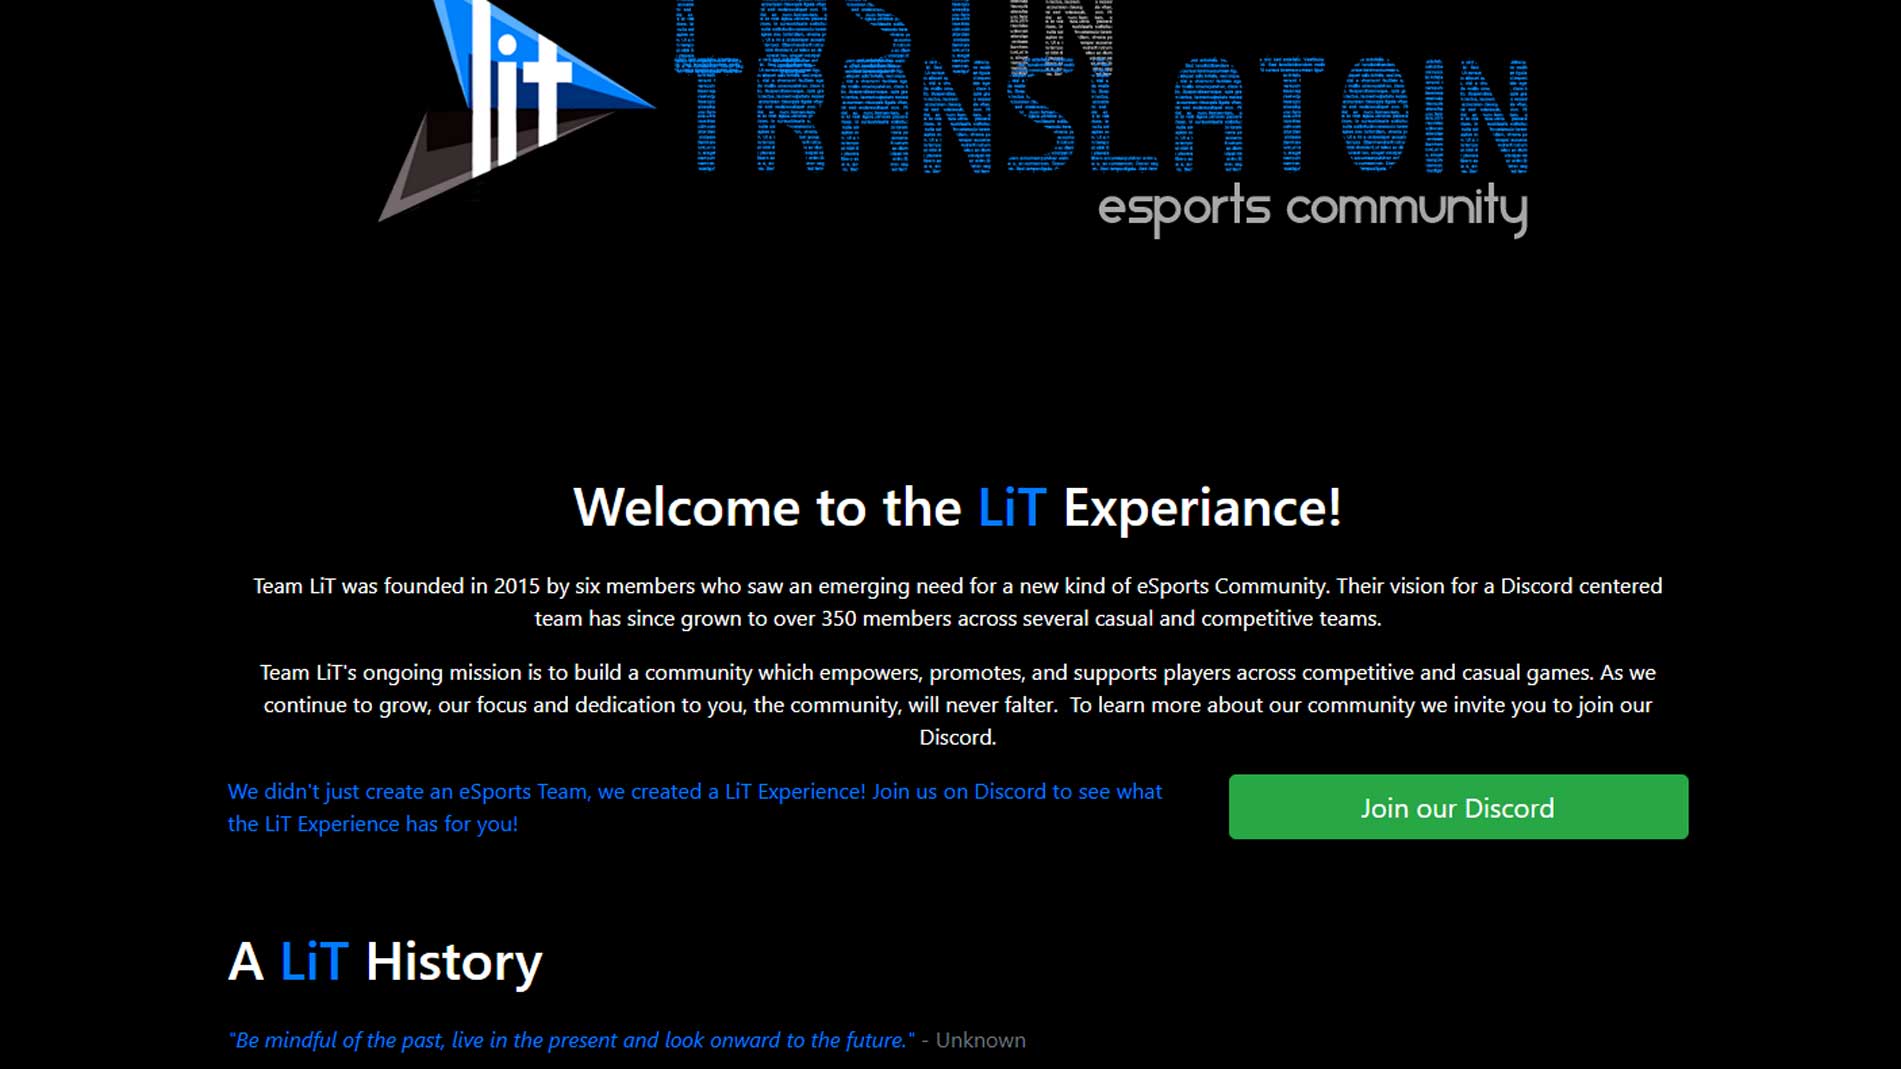 LOST IN
lit
TRANSLATOIN
esports community
Welcome to the LiT Experiance!
Team LiT was founded in 2015 by six members who saw an emerging need for a new kind of eSports Community. Their vision for a Discord centered
team has since grown to over 350 members across several casual and competitive teams.
Team LiT's ongoing mission is to build a community which empowers, promotes, and supports players across competitive and casual games. As we
continue to grow, our focus and dedication to you, the community, will never falter.  To learn more about our community we invite you to join our
Discord.
We didn't just create an eSports Team, we created a LiT Experience! Join us on Discord to see what
the LiT Experience has for you!
Join our Discord
A LiT History
"Be mindful of the past, live in the present and look onward to the future." - Unknown